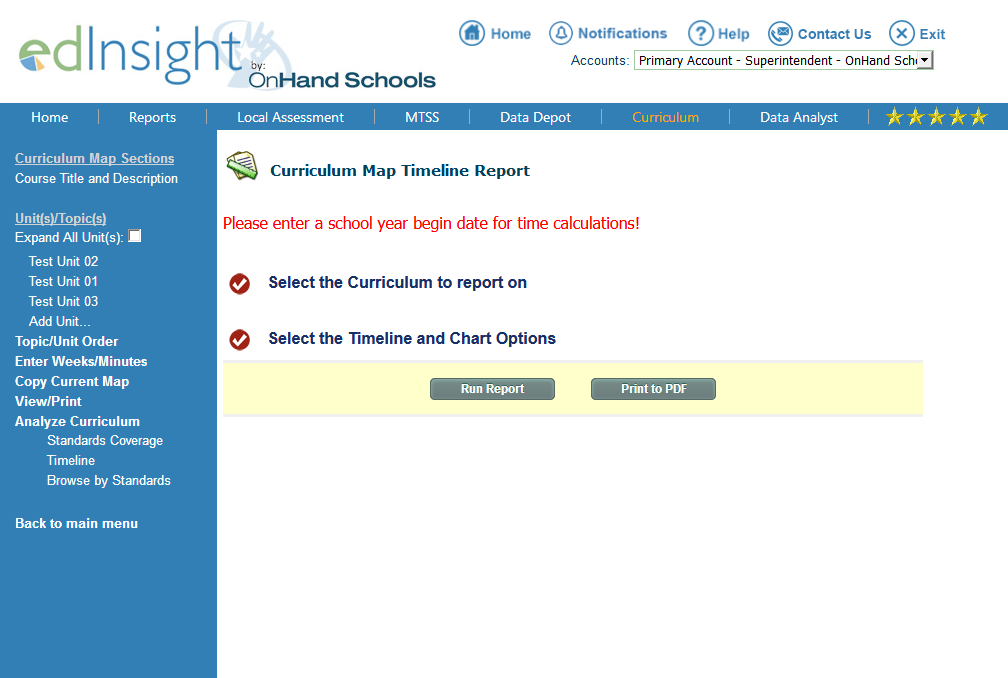 edInsight
by:
OnHand Schools
Home Notifications Help Contact Us Exit
Accounts: Primary Account - Superintendent - OnHand Scho
Home Reports Local Assessment MTSS Data Depot Curriculum Data Analyst
Curriculum Map Sections
Course Title and Description
Unit(s)/Topic(s)
Expand All Unit(s):
Test Unit 02
Test Unit 01
Test Unit 03
Add Unit...
Topic/Unit Order
Enter Weeks/Minutes
Copy Current Map
View/Print
Analyze Curriculum
Standards Coverage
Timeline
Browse by Standards
Back to main menu
Curriculum Map Timeline Report
Please enter a school year begin date for time calculations!
Select the Curriculum to report on
Select the Timeline and Chart Options
Run Report Print to PDF